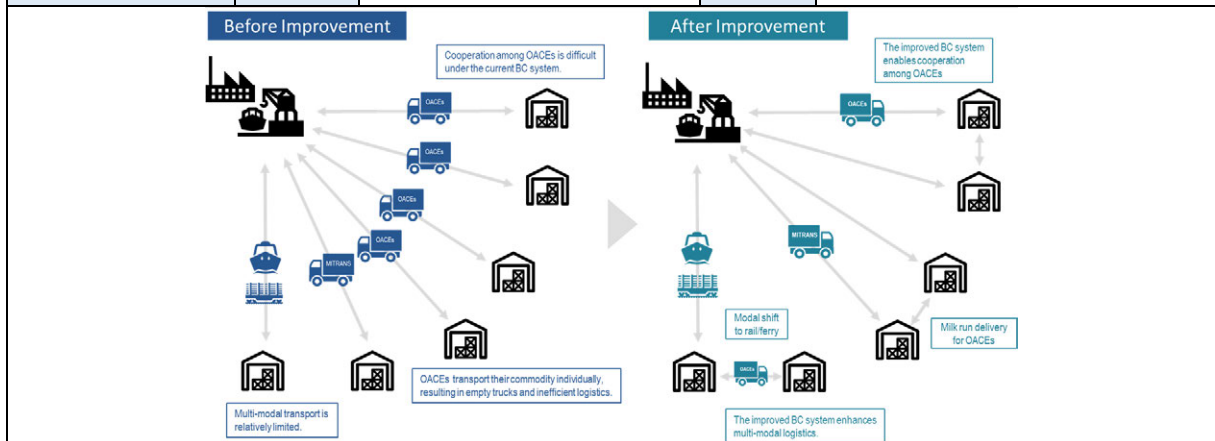 Before Improvement
Cooperation among OACEs is difficult
under the current BC system.
OACEs
OACEs
OACEs
OACEs
MITRANS
OACEs transport their commodity individually,
resulting in empty trucks and inefficient logistics.
Multi-modal transport is
relatively limited.
After Improvement
The improved BC system
enables cooperation
among OACEs
OACEs
MITRANS
Modal shift
to rail/ferry
Milk run delivery
for OACEs
OACEs
The improved BC system enhances
multi-modal logistics.